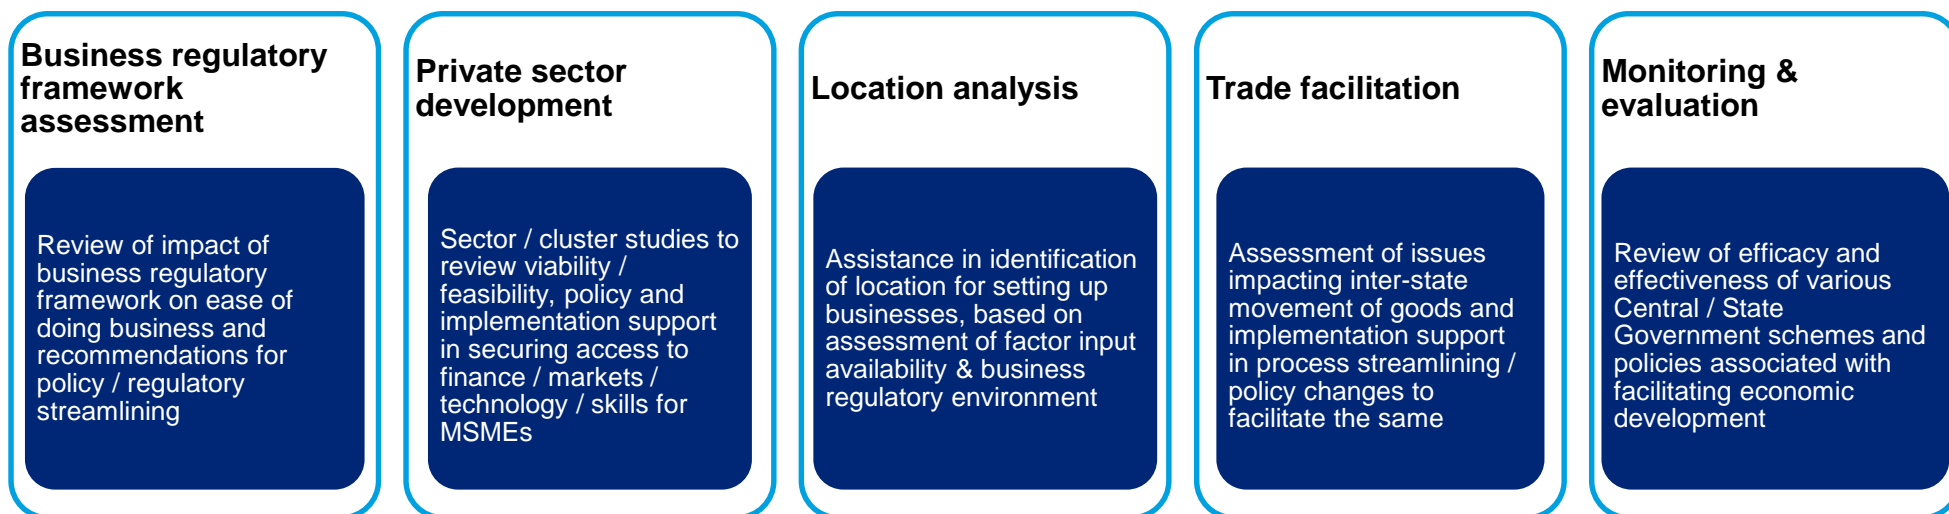 Business regulatory
framework
assessment
Review of impact of
business regulatory
framework on ease of
doing business and
recommendations for
policy / regulatory
streamlining
Private sector
development
Sector / cluster studies to
review viability /
feasibility, policy and
implementation support
in securing access to
finance / markets /
technology / skills for
MSMEs
Location analysis
Assistance in identification
of location for setting up
businesses, based on
assessment of factor input
availability & business
regulatory environment
Trade facilitation
Assessment of issues
impacting inter-state
movement of goods and
implementation support
in process streamlining /
policy changes to
facilitate the same
Monitoring &
evaluation
Review of efficacy and
effectiveness of various
Central / State
Government schemes and
policies associated with
facilitating economic
development